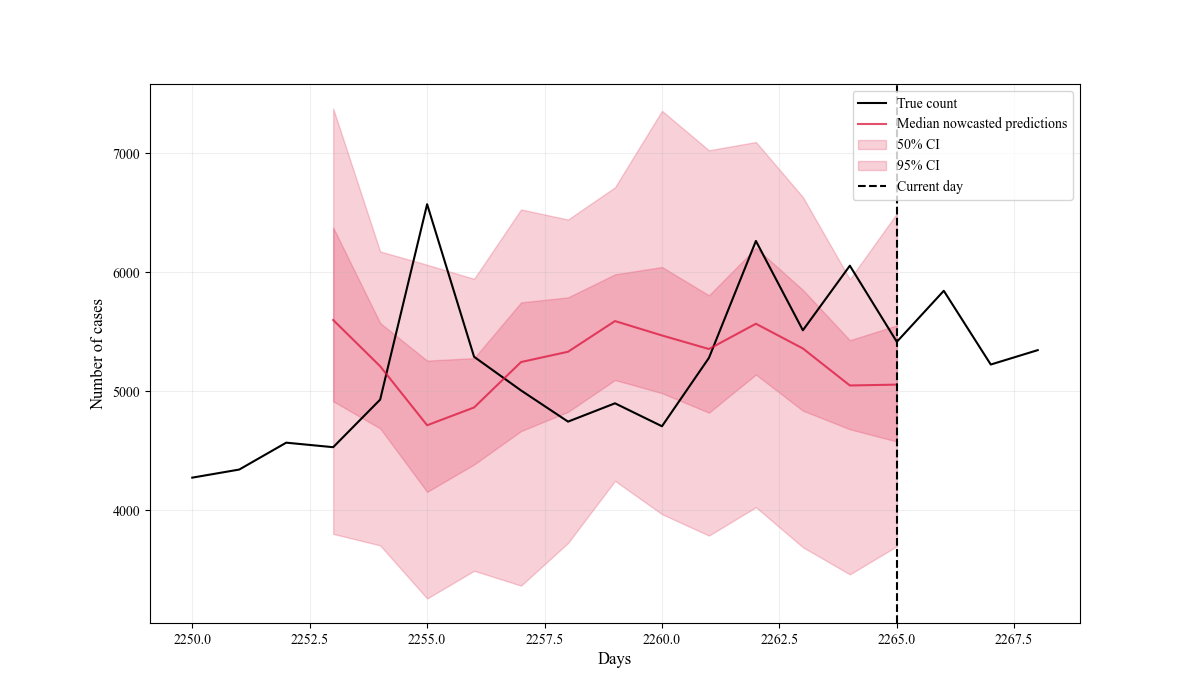 True count
Median nowcasted predictions
50% CI
95% CI
Current day
7000
6000
5000
4000
Number of cases
2250.0 2252.5 2255.0 2257.5 2260.0 2262.5 2265.0 2267.5
Days